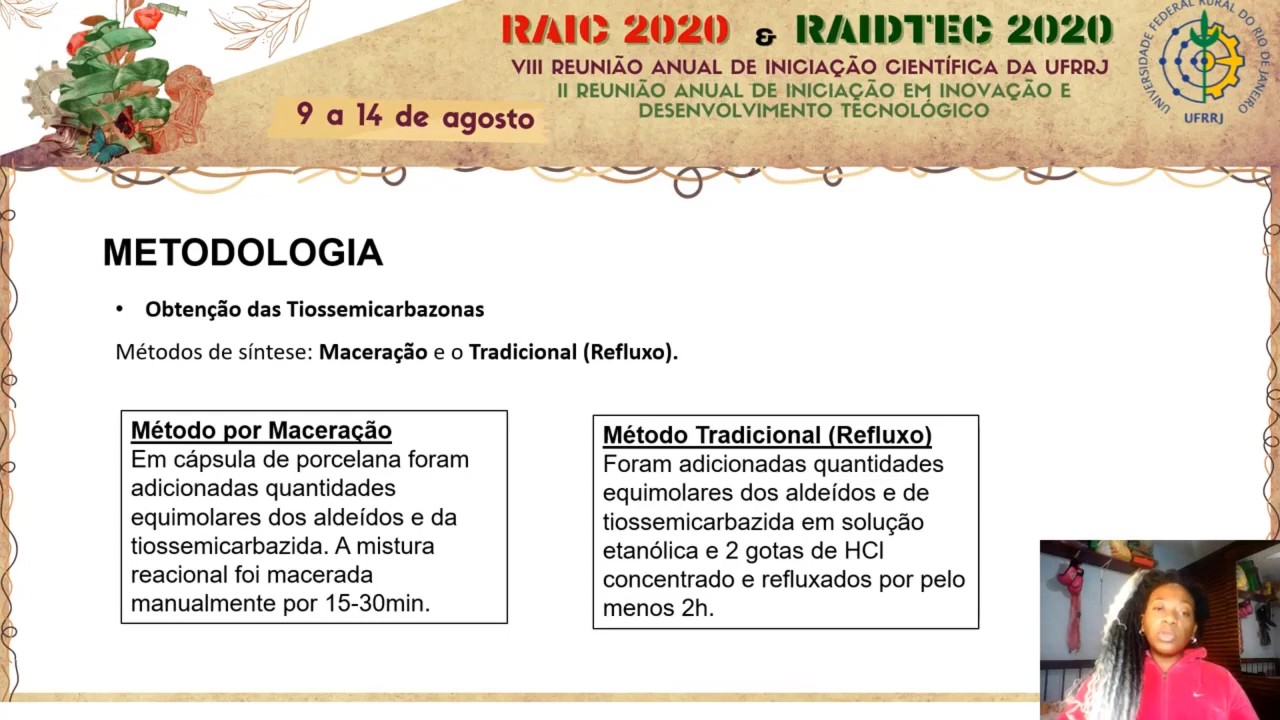 RAIC 2020 & RAIDTEC 2020
VIII REUNIÃO ANUAL DE INICIAÇÃO CIENTÍFICA DA UFRRJ
II REUNIÃO ANUAL DE INICIAÇÃO EM INOVAÇÃO E
DESENVOLVIMENTO TECNOLÓGICO
9 a 14 de agosto
UNIVERSIDADE FEDERAL RURAL DO RIO DE JANEIRO
UFRRJ
METODOLOGIA
• Obtenção das Tiossemicarbazonas
Métodos de síntese: Maceração e o Tradicional (Refluxo).
Método por Maceração
Em cápsula de porcelana foram
adicionadas quantidades
equimolares dos aldeídos e da
tiossemicarbazida. A mistura
reacional foi macerada
manualmente por 15-30min.
Método Tradicional (Refluxo)
Foram adicionadas quantidades
equimolares dos aldeídos e de
tiossemicarbazida em solução
etanólica e 2 gotas de HCl
concentrado e refluxados por pelo
menos 2h.